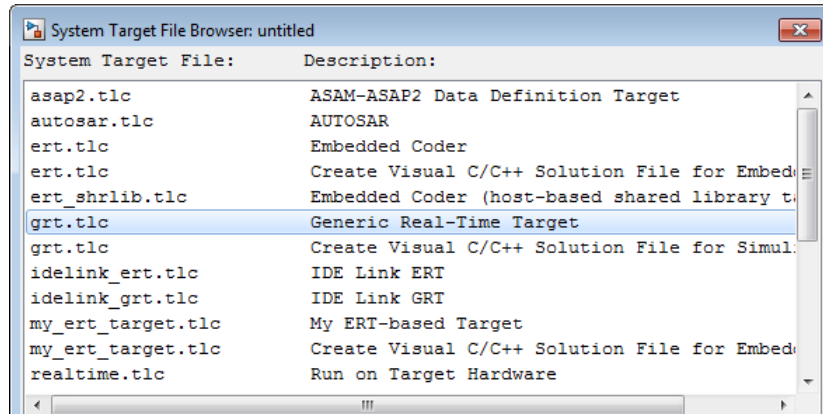 System Target File Browser: untitled
System Target File: Description:
asap2.tlc ASAM-ASAP2 Data Definition Target
autosar.tlc AUTOSAR
ert.tlc Embedded Coder
ert.tlc Create Visual C/C++ Solution File for Embed
ert_shrlib.tlc Embedded Coder (host-based shared library t
grt.tlc Generic Real-Time Target
grt.tlc Create Visual C/C++ Solution File for Simul
idelink_ert.tlc IDE Link ERT
idelink_grt.tlc IDE Link GRT
my_ert_target.tlc My ERT-based Target
my_ert_target.tlc Create Visual C/C++ Solution File for Embed
realtime.tlc Run on Target Hardware